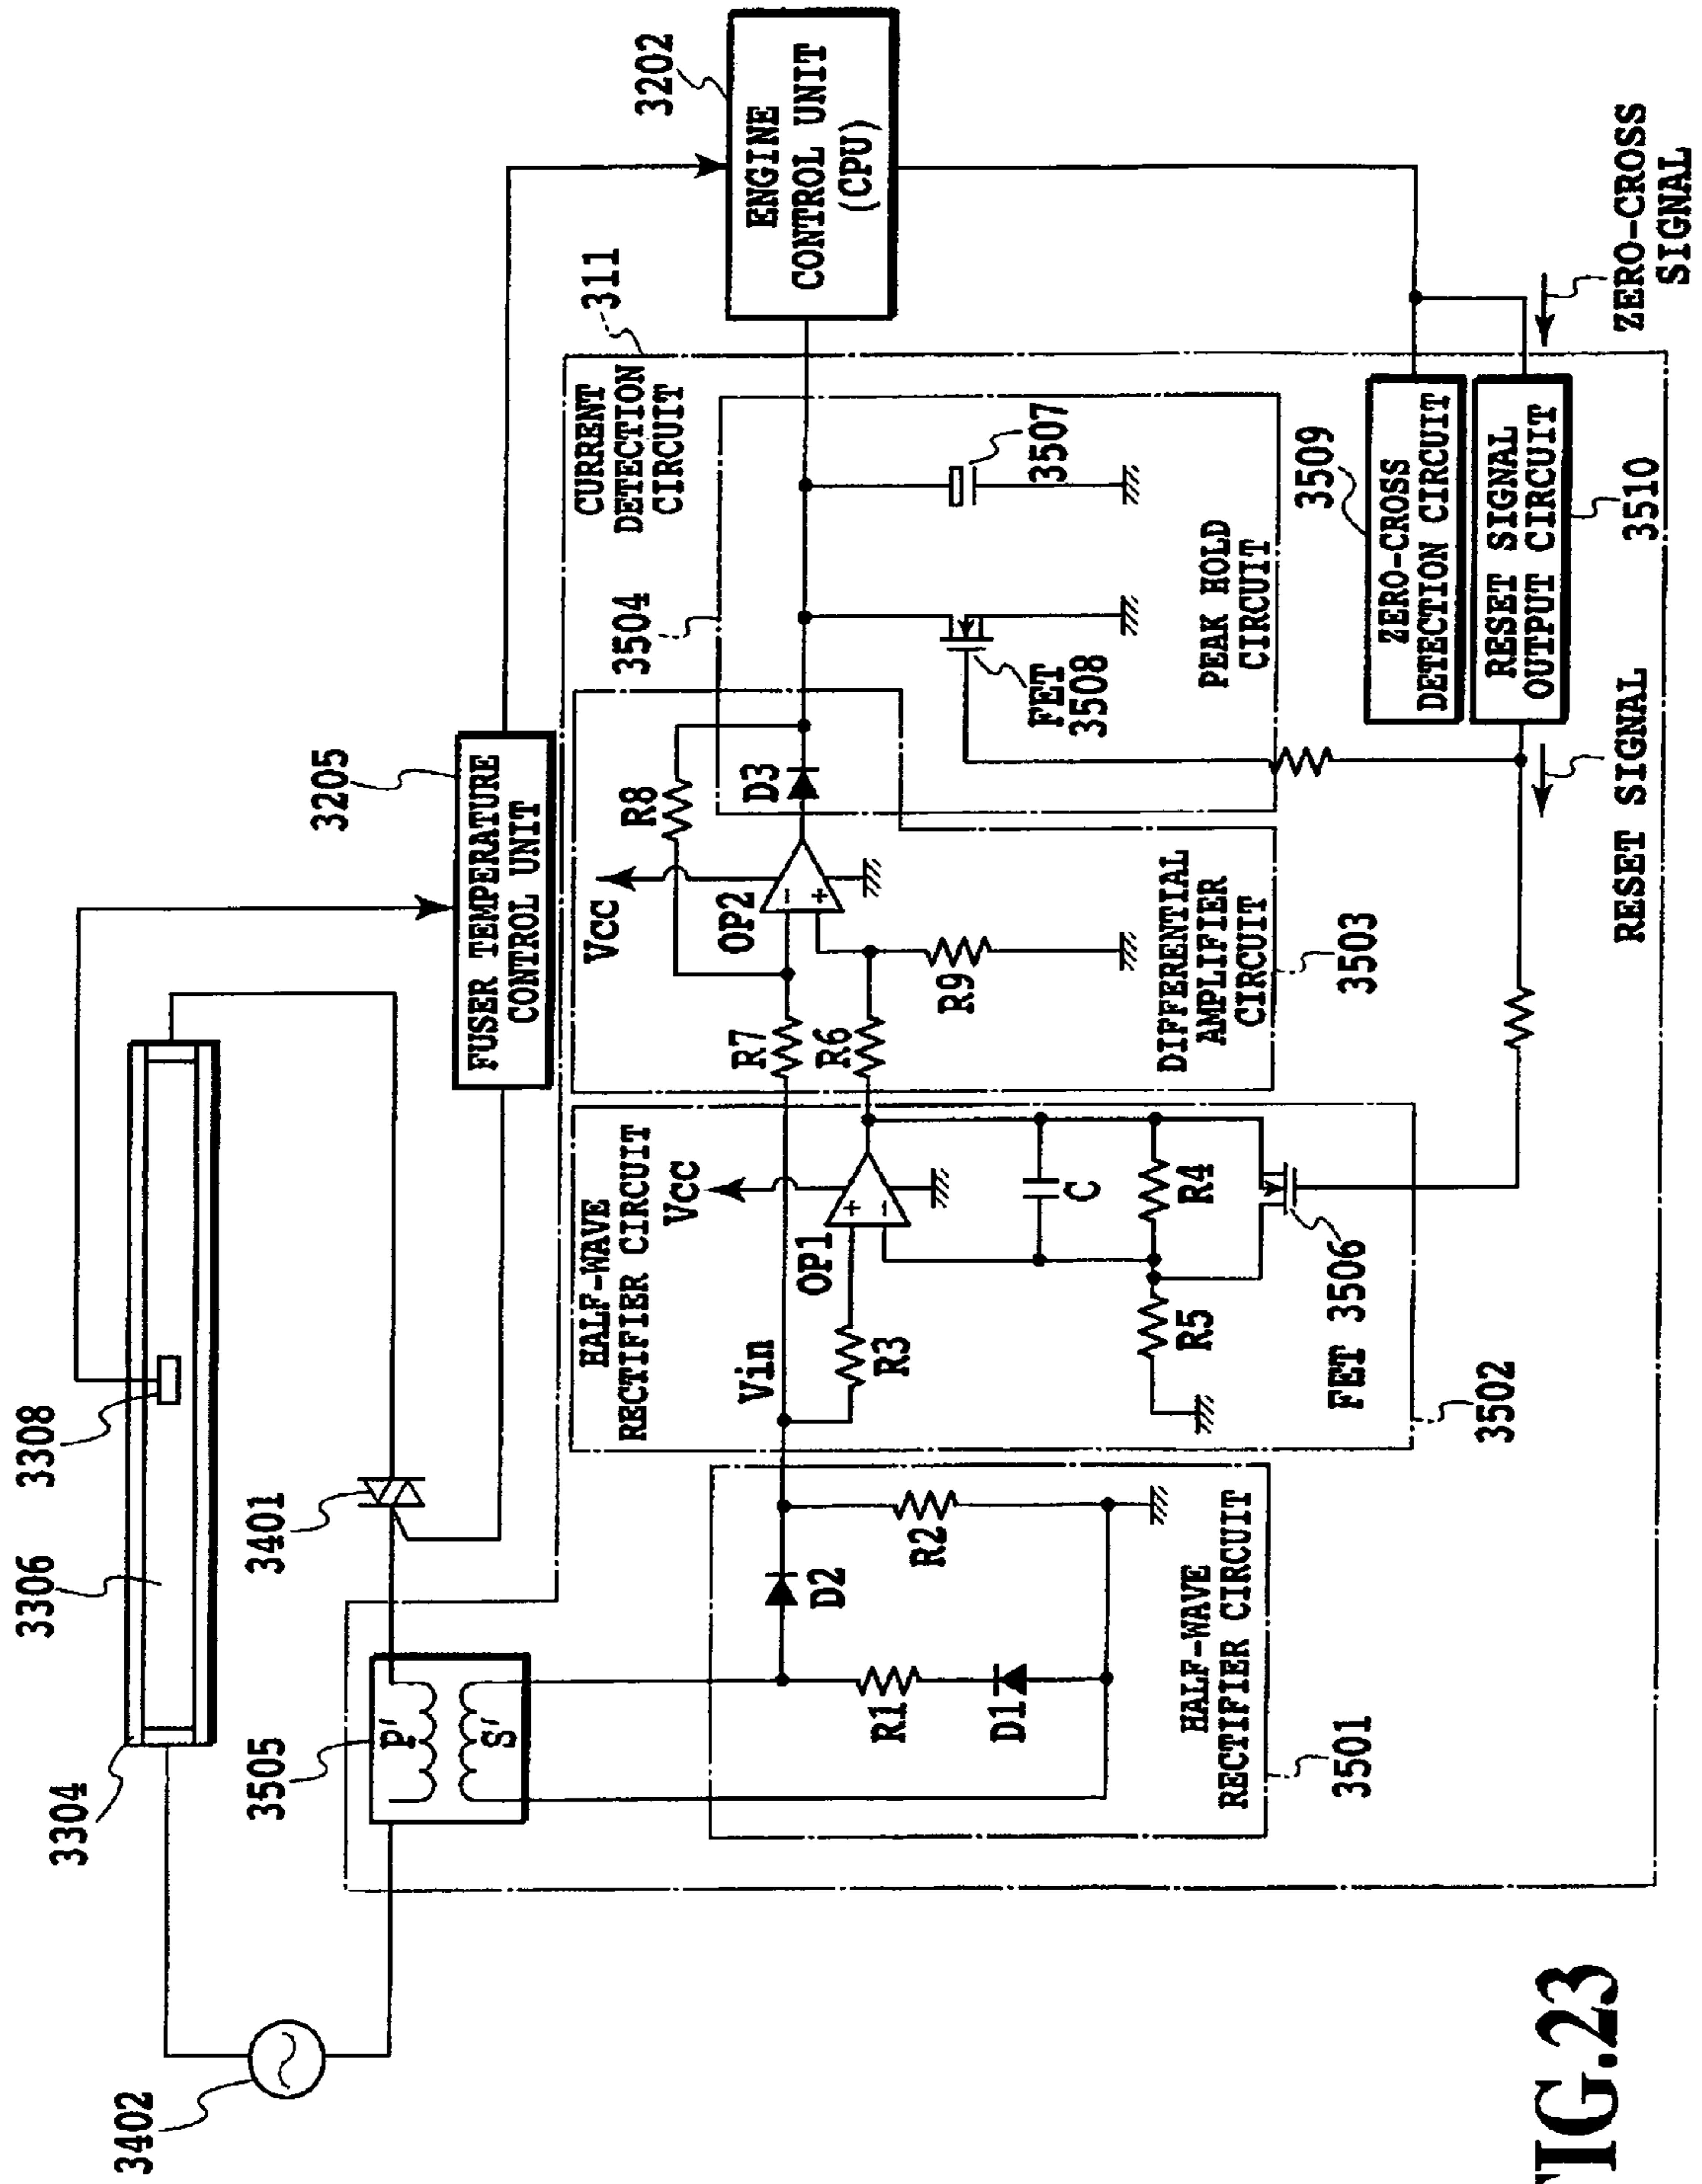 3304
3306
3308
3402
3401
3505
P'
S'
3205
FUSER TEMPERATURE
CONTROL UNIT
3202
ENGINE
CONTROL UNIT
(CPU)
311
CURRENT
DETECTION
CIRCUIT
HALF-WAVE
RECTIFIER CIRCUIT
3501
R1
D1
D2
R2
HALF-WAVE
RECTIFIER CIRCUIT
Vin
Vcc
OP1
+
-
R3
C
R4
R5
FET 3506
3502
Vcc
R7
R6
OP2
-
+
R8
R9
D3
DIFFERENTIAL
AMPLIFIER
CIRCUIT
3503
3504
FET
3508
3507
PEAK HOLD
CIRCUIT
3509
ZERO-CROSS
DETECTION CIRCUIT
RESET SIGNAL
OUTPUT CIRCUIT
3510
RESET SIGNAL
ZERO-CROSS
SIGNAL
FIG.23